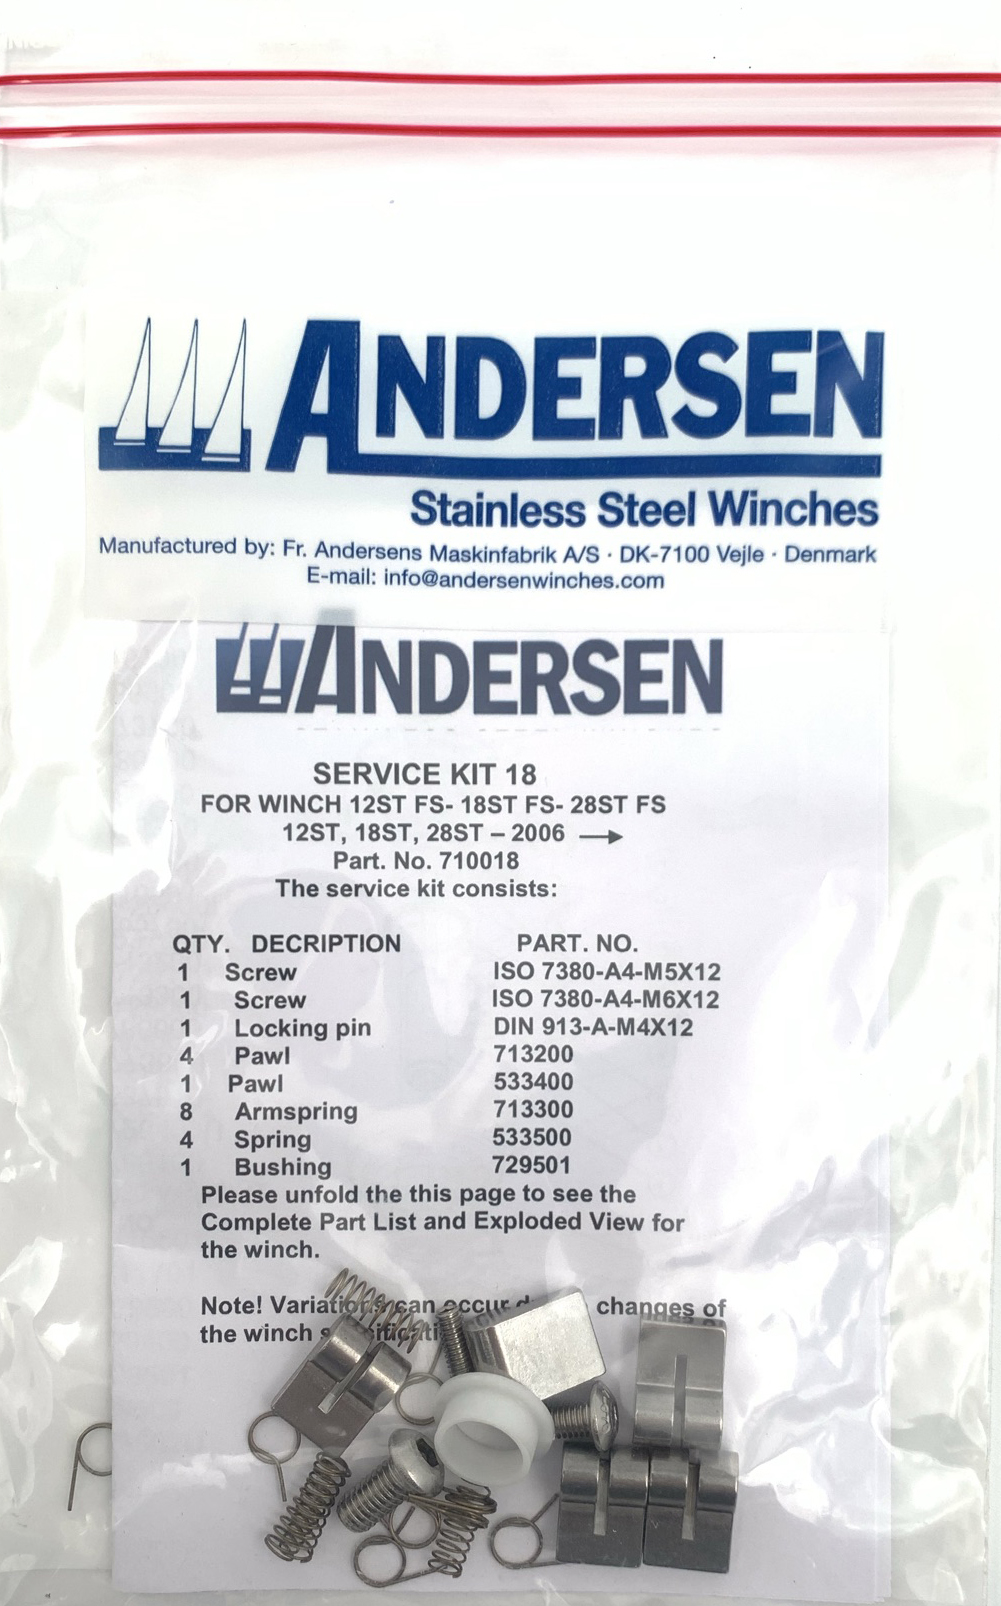 ANDERSEN
Stainless Steel Winches
Manufactured by: Fr. Andersens Maskinfabrik A/S · DK-7100 Vejle · Denmark
E-mail: info@andersenwinches.com
ANDERSEN
SERVICE KIT 18
FOR WINCH 12ST FS- 18ST FS- 28ST FS
12ST, 18ST, 28ST – 2006 →
Part. No. 710018
The service kit consists:
QTY. DECRIPTION PART. NO.
1 Screw ISO 7380-A4-M5X12
1 Screw ISO 7380-A4-M6X12
1 Locking pin DIN 913-A-M4X12
4 Pawl 713200
1 Pawl 533400
8 Armspring 713300
4 Spring 533500
1 Bushing 729501
Please unfold the this page to see the
Complete Part List and Exploded View for
the winch.
Note! Variations can occur changes of
the winch